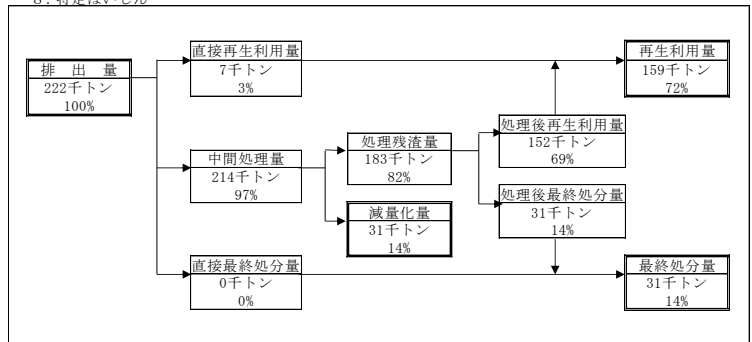 直接再生利用量
7千トン
3%
再生利用量
159千トン
72%
排出量
222千トン
100%
処理後再生利用量
152千トン
69%
処理残渣量
183千トン
82%
中間処理量
214千トン
97%
処理後最終処分量
31千トン
14%
減量化量
31千トン
14%
直接最終処分量
0千トン
0%
最終処分量
31千トン
14%